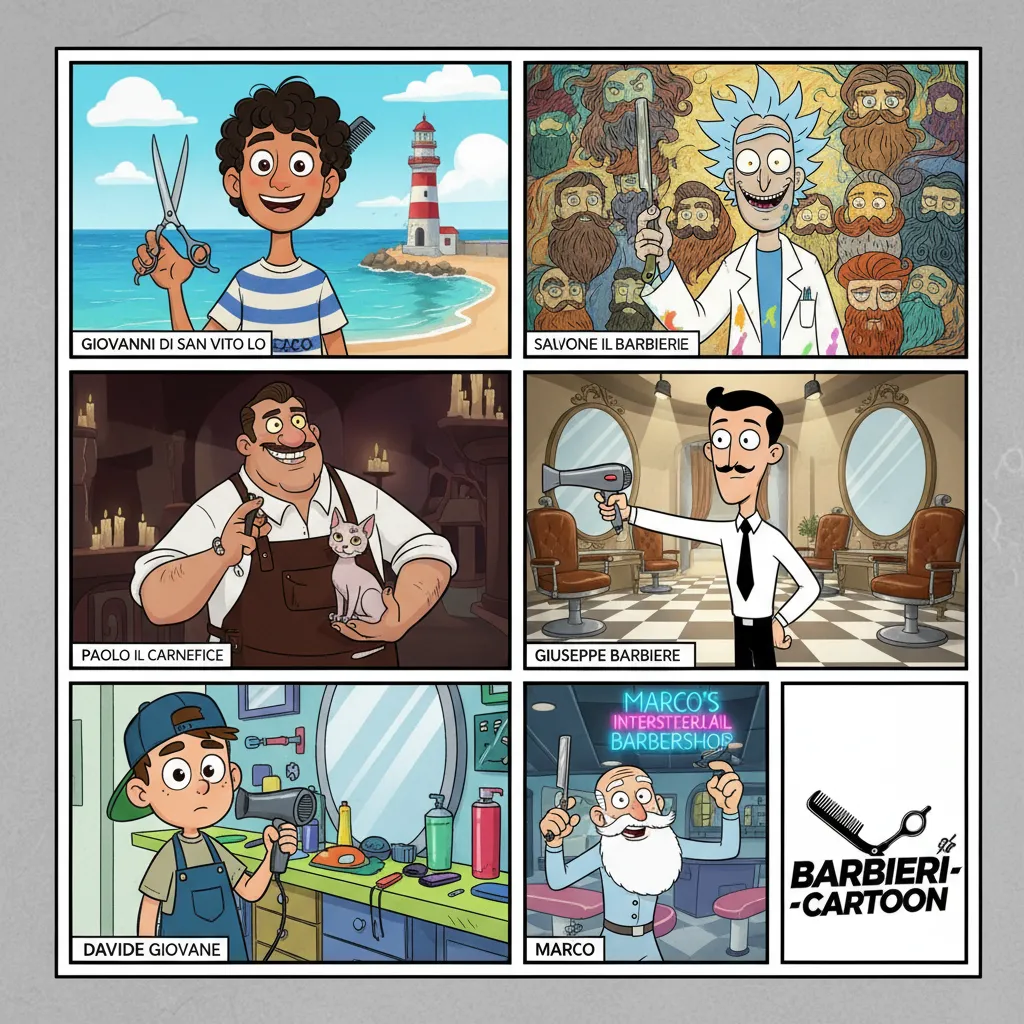 GIOVANNI DI SAN VITO LO
SALVONE IL BARBIERIE
PAOLO IL CARNEFICE
GIUSEPPE BARBIERE
DAVIDE GIOVANE
MARCO'S
INTERSTEERLAIL
BARBERSHOP
MARCO
BARBIERI-
-CARTOON